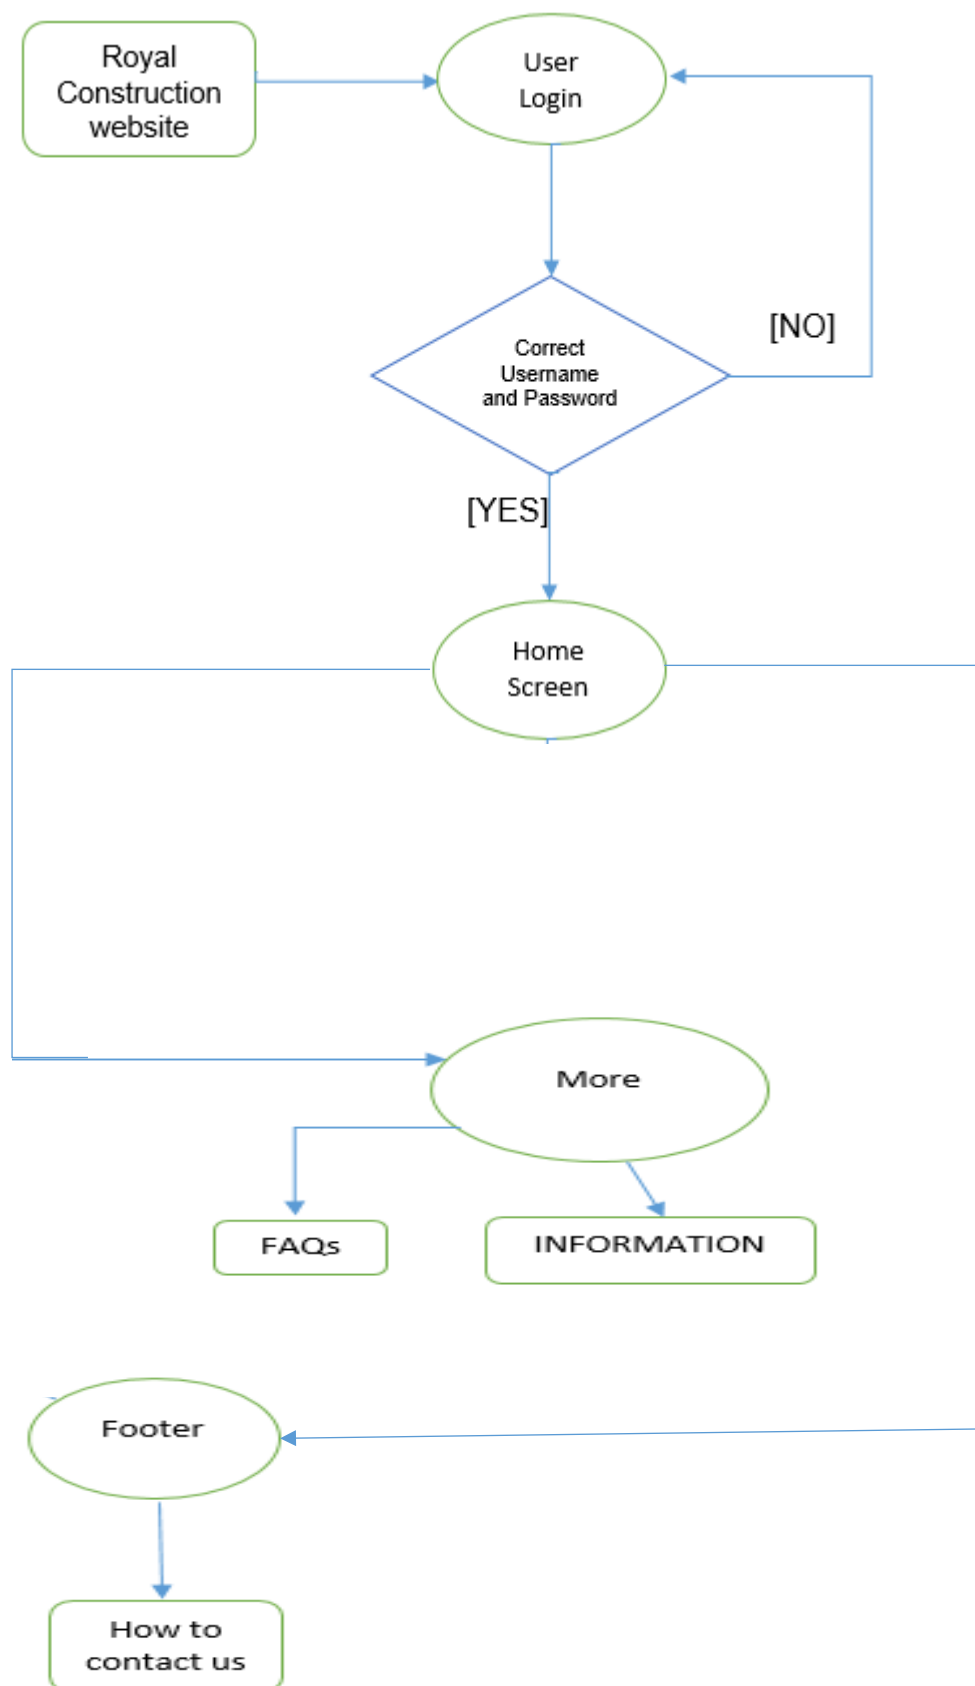 Royal
Construction
website
User
Login
[NO]
Correct
Username
and Password
[YES]
Home
Screen
More
FAQs
INFORMATION
Footer
How to
contact us